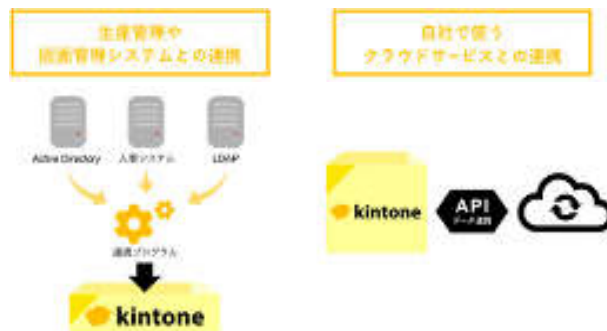 生産管理や
図面管理システムとの連携
自社で使う
クラウドサービスとの連携
Active Directory
人事システム
LDAP
連携プログラム
kintone
kintone
API
データ連携